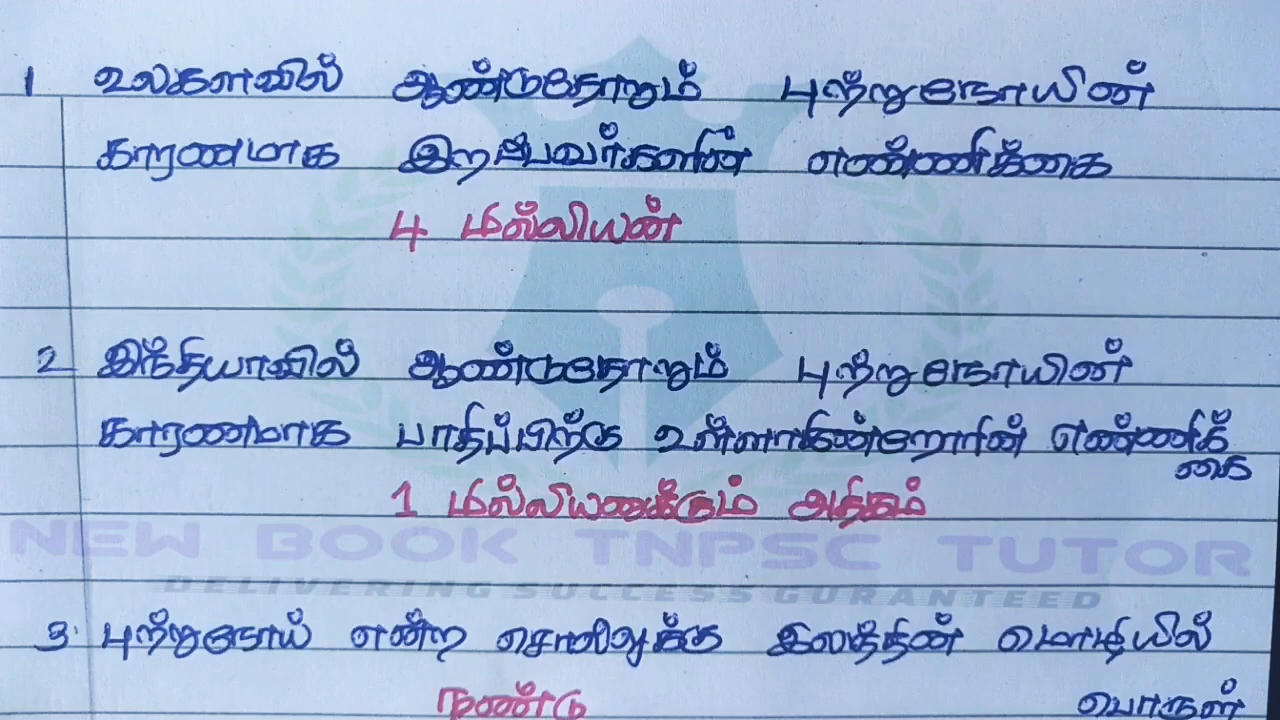 1 உலகளாவில் ஆண்டுதோறும் புற்றுநோயின்
காரணமாக இறப்பவர்களின் எண்ணிக்கை
4 மில்லியன்
2 இந்தியாவில் ஆண்டுதோறும் புற்றுநோயின்
காரணமாக பாதிப்பிற்கு உள்ளாகின்றோரின் எண்ணிக்
கை
1 மில்லியனுக்கும் அதிகம்
NEW BOOK TNPSC TUTOR
DELIVERING SUCCESS GURANTEED
3 புற்றுநோய் என்ற சொல்லுக்கு இலத்தின் மொழியில்
நண்டு பொருள்